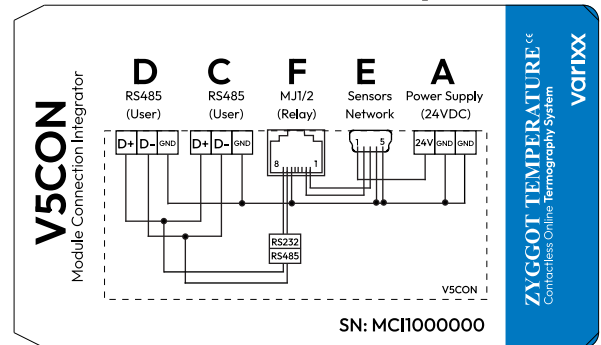 V5CON
Module Connection Integrator
D C F E A
RS485 (User)
RS485 (User)
MJ1/2 (Relay)
Sensors Network
Power Supply (24VDC)
D+ D- GND
D+ D- GND
8 1
1 5
24V GND GND
RS232
RS485
V5CON
SN: MCI1000000
ZYGGOT TEMPERATURE CE
Contactless Online Termography System
varixx